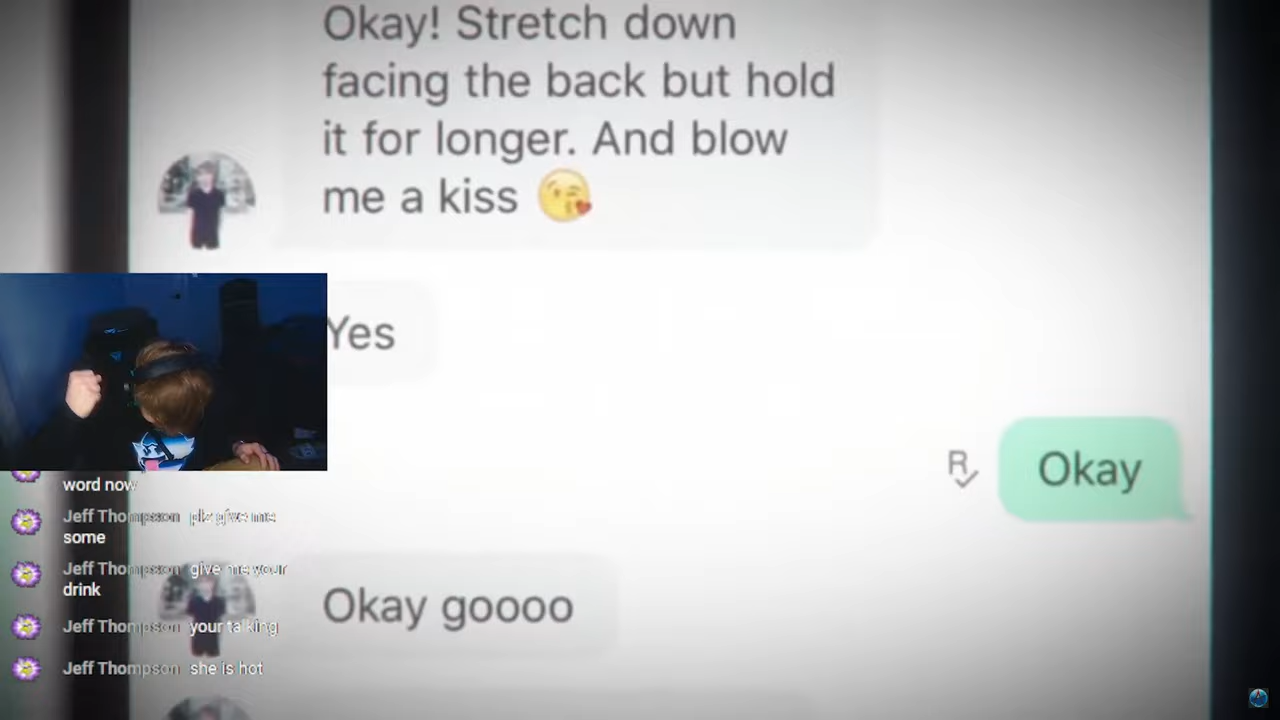 Okay! Stretch down
facing the back but hold
it for longer. And blow
me a kiss 😘
Yes
R
Okay
Okay goooo
word now
Jeff Thompson plz give me
some
Jeff Thompson give me your
drink
Jeff Thompson your talking
Jeff Thompson she is hot